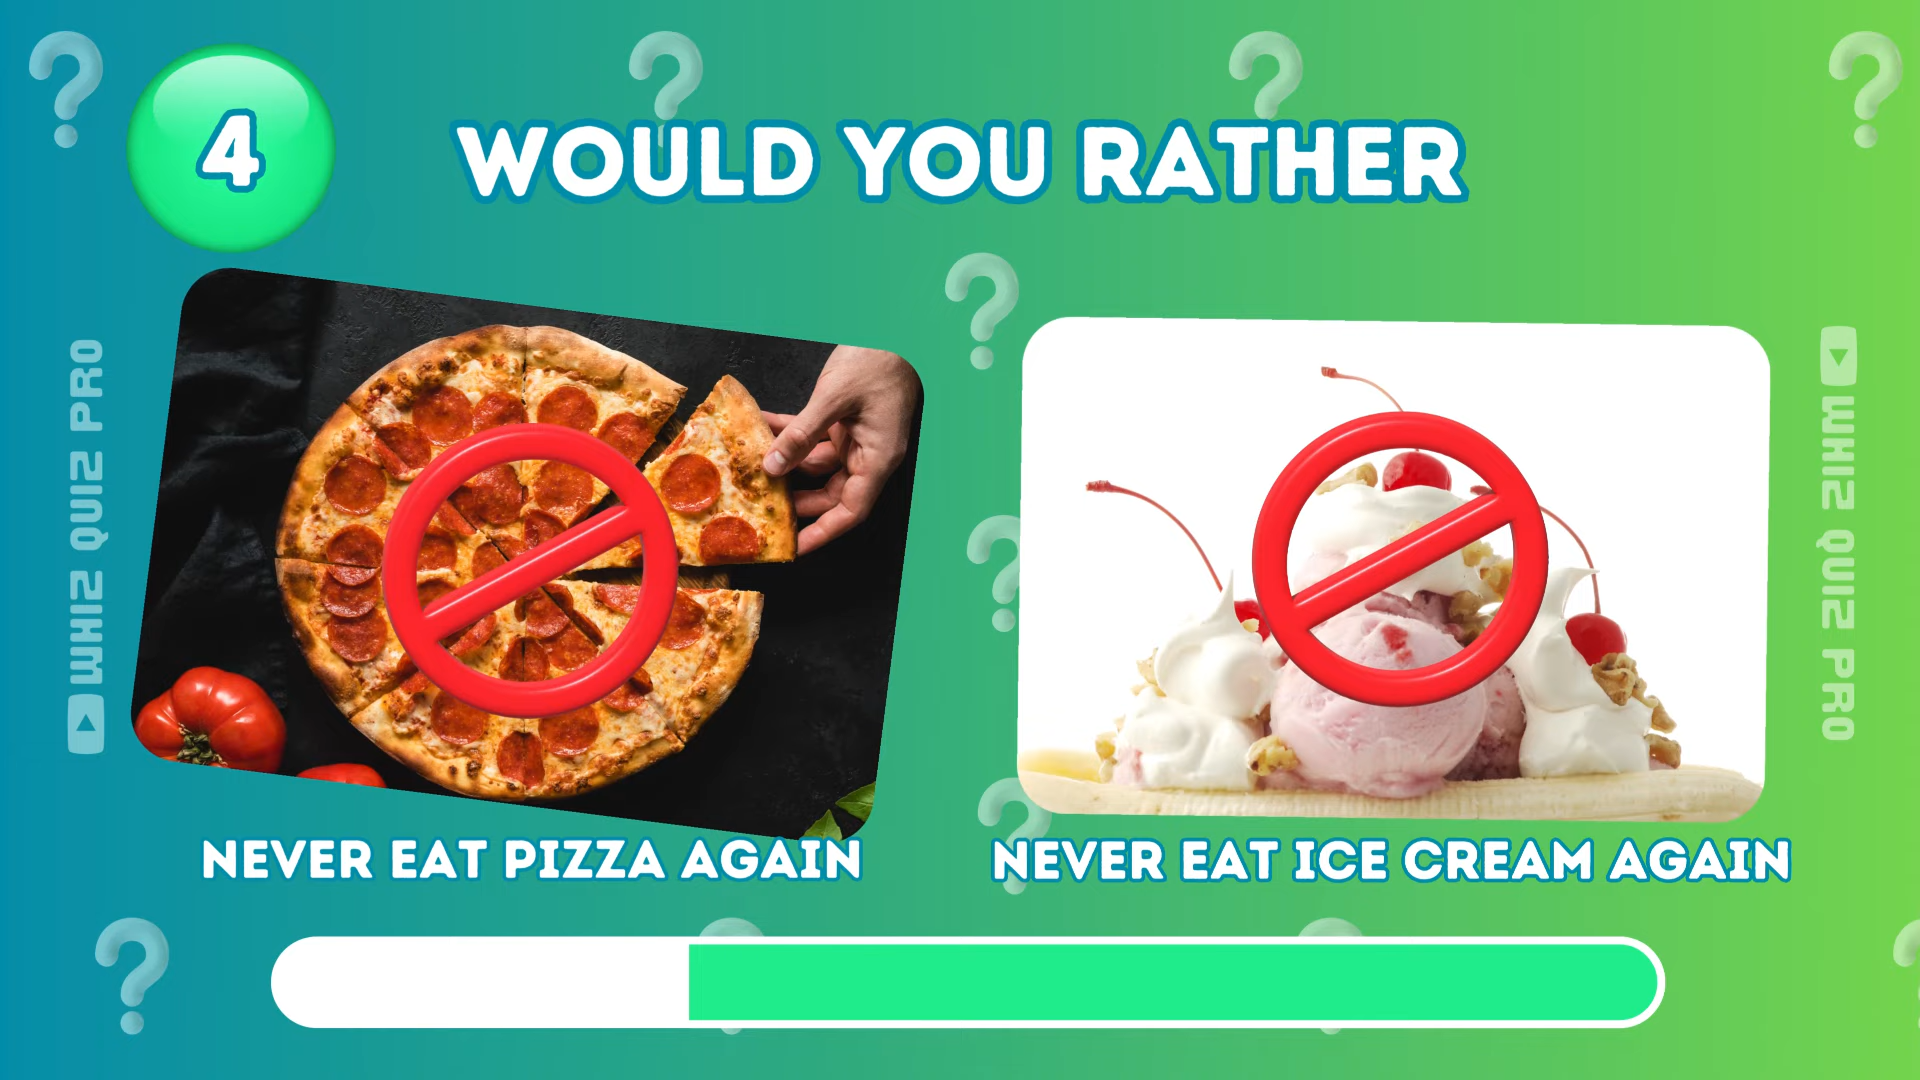 4
WOULD YOU RATHER
WHIZ QUIZ PRO
WHIZ QUIZ PRO
NEVER EAT PIZZA AGAIN
NEVER EAT ICE CREAM AGAIN